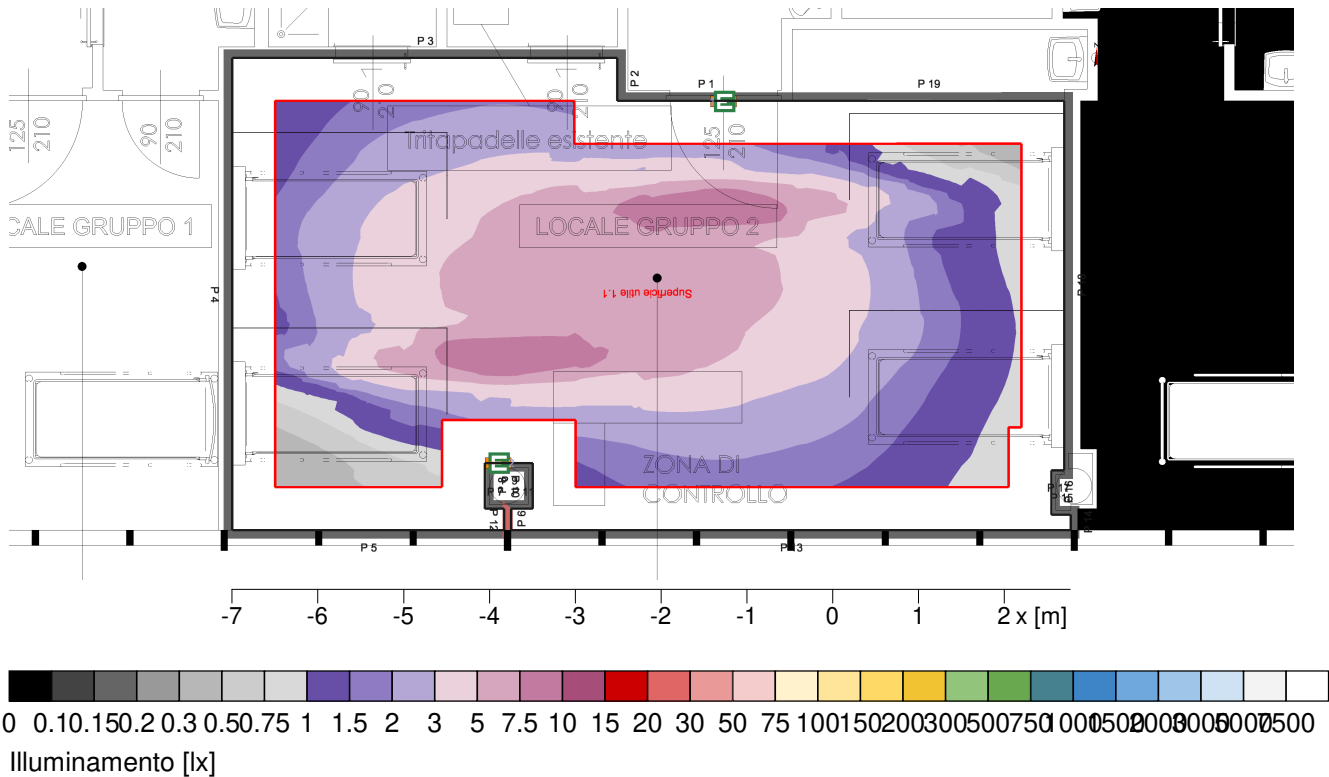 P 3
P 2
P 1
P 19
90
210
90
210
125
210
125
210
90
210
Tritapadelle esistente
CALE GRUPPO 1
LOCALE GRUPPO 2
Superficie utile 1.1
P 4
ZONA DI
CONTROLLO
P 12
P 9
P 14
P 5
P 13
-7 -6 -5 -4 -3 -2 -1 0 1 2 x [m]
0 0.1 0.15 0.2 0.3 0.5 0.75 1 1.5 2 3 5 7.5 10 15 20 30 50 75 100 150 200 300 500 750 1000 1500 2000 3000 5000 7500
Illuminamento [lx]